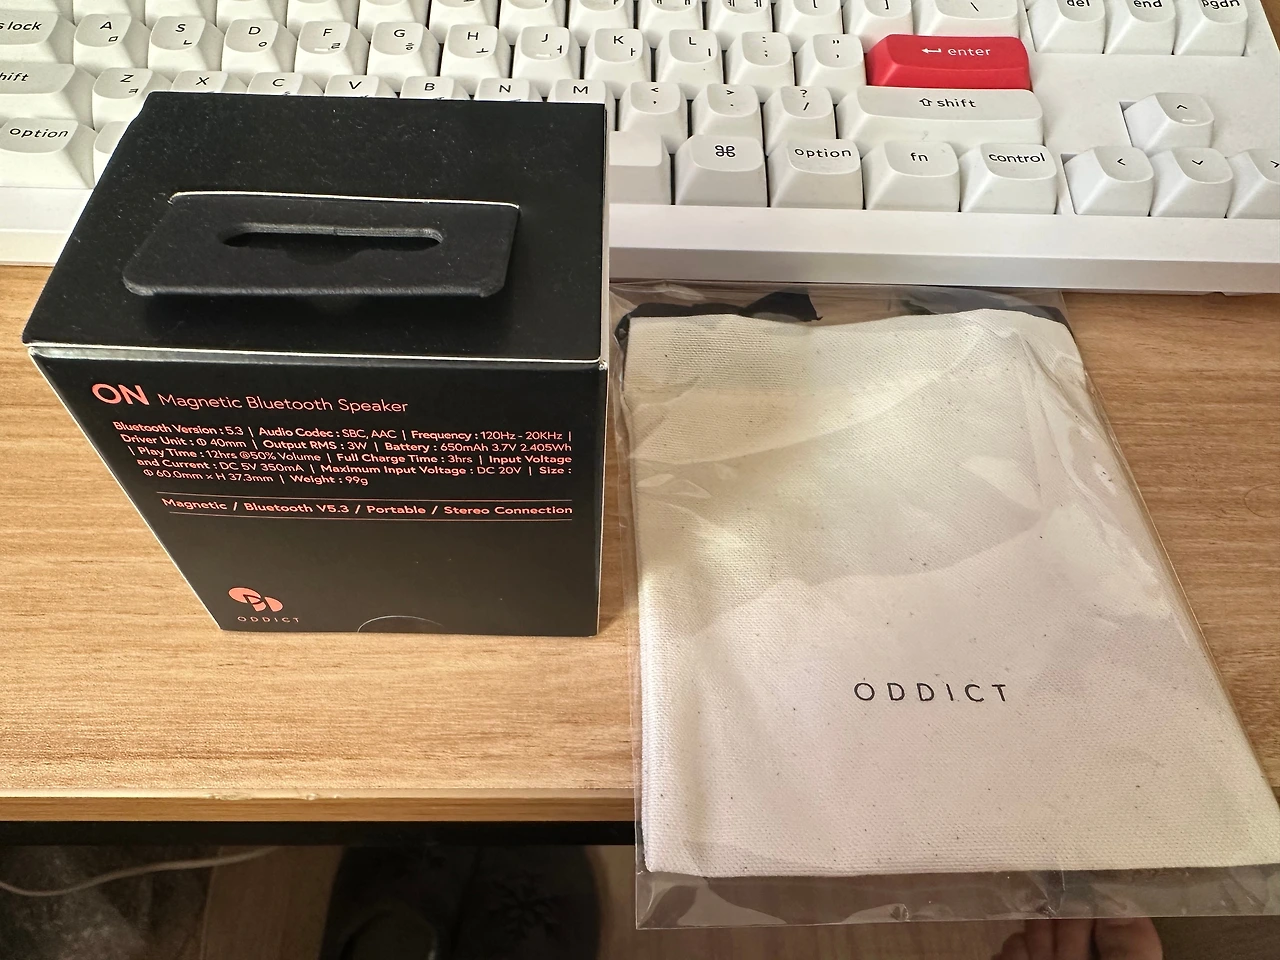 del end pgdn
s lock A ㅁ S ㄴ D ㅇ F ㄹ G ㅎ H ㅗ J ㅓ K ㅏ L ㅣ : ; " ' enter
shift Z ㅋ X C V B N M < , > . ? / shift ^
option ⌘ option fn control < ∨ >
ON Magnetic Bluetooth Speaker
Bluetooth Version : 5.3 | Audio Codec : SBC, AAC | Frequency : 120Hz - 20KHz |
Driver Unit : Φ 40mm | Output RMS : 3W | Battery : 650mAh 3.7V 2.405Wh
| Play Time : 12hrs @50% Volume | Full Charge Time : 3hrs | Input Voltage
and Current : DC 5V 350mA | Maximum Input Voltage : DC 20V | Size :
Φ 60.0mm x H 37.3mm | Weight : 99g
Magnetic / Bluetooth V5.3 / Portable / Stereo Connection
ODDICT
ODDICT